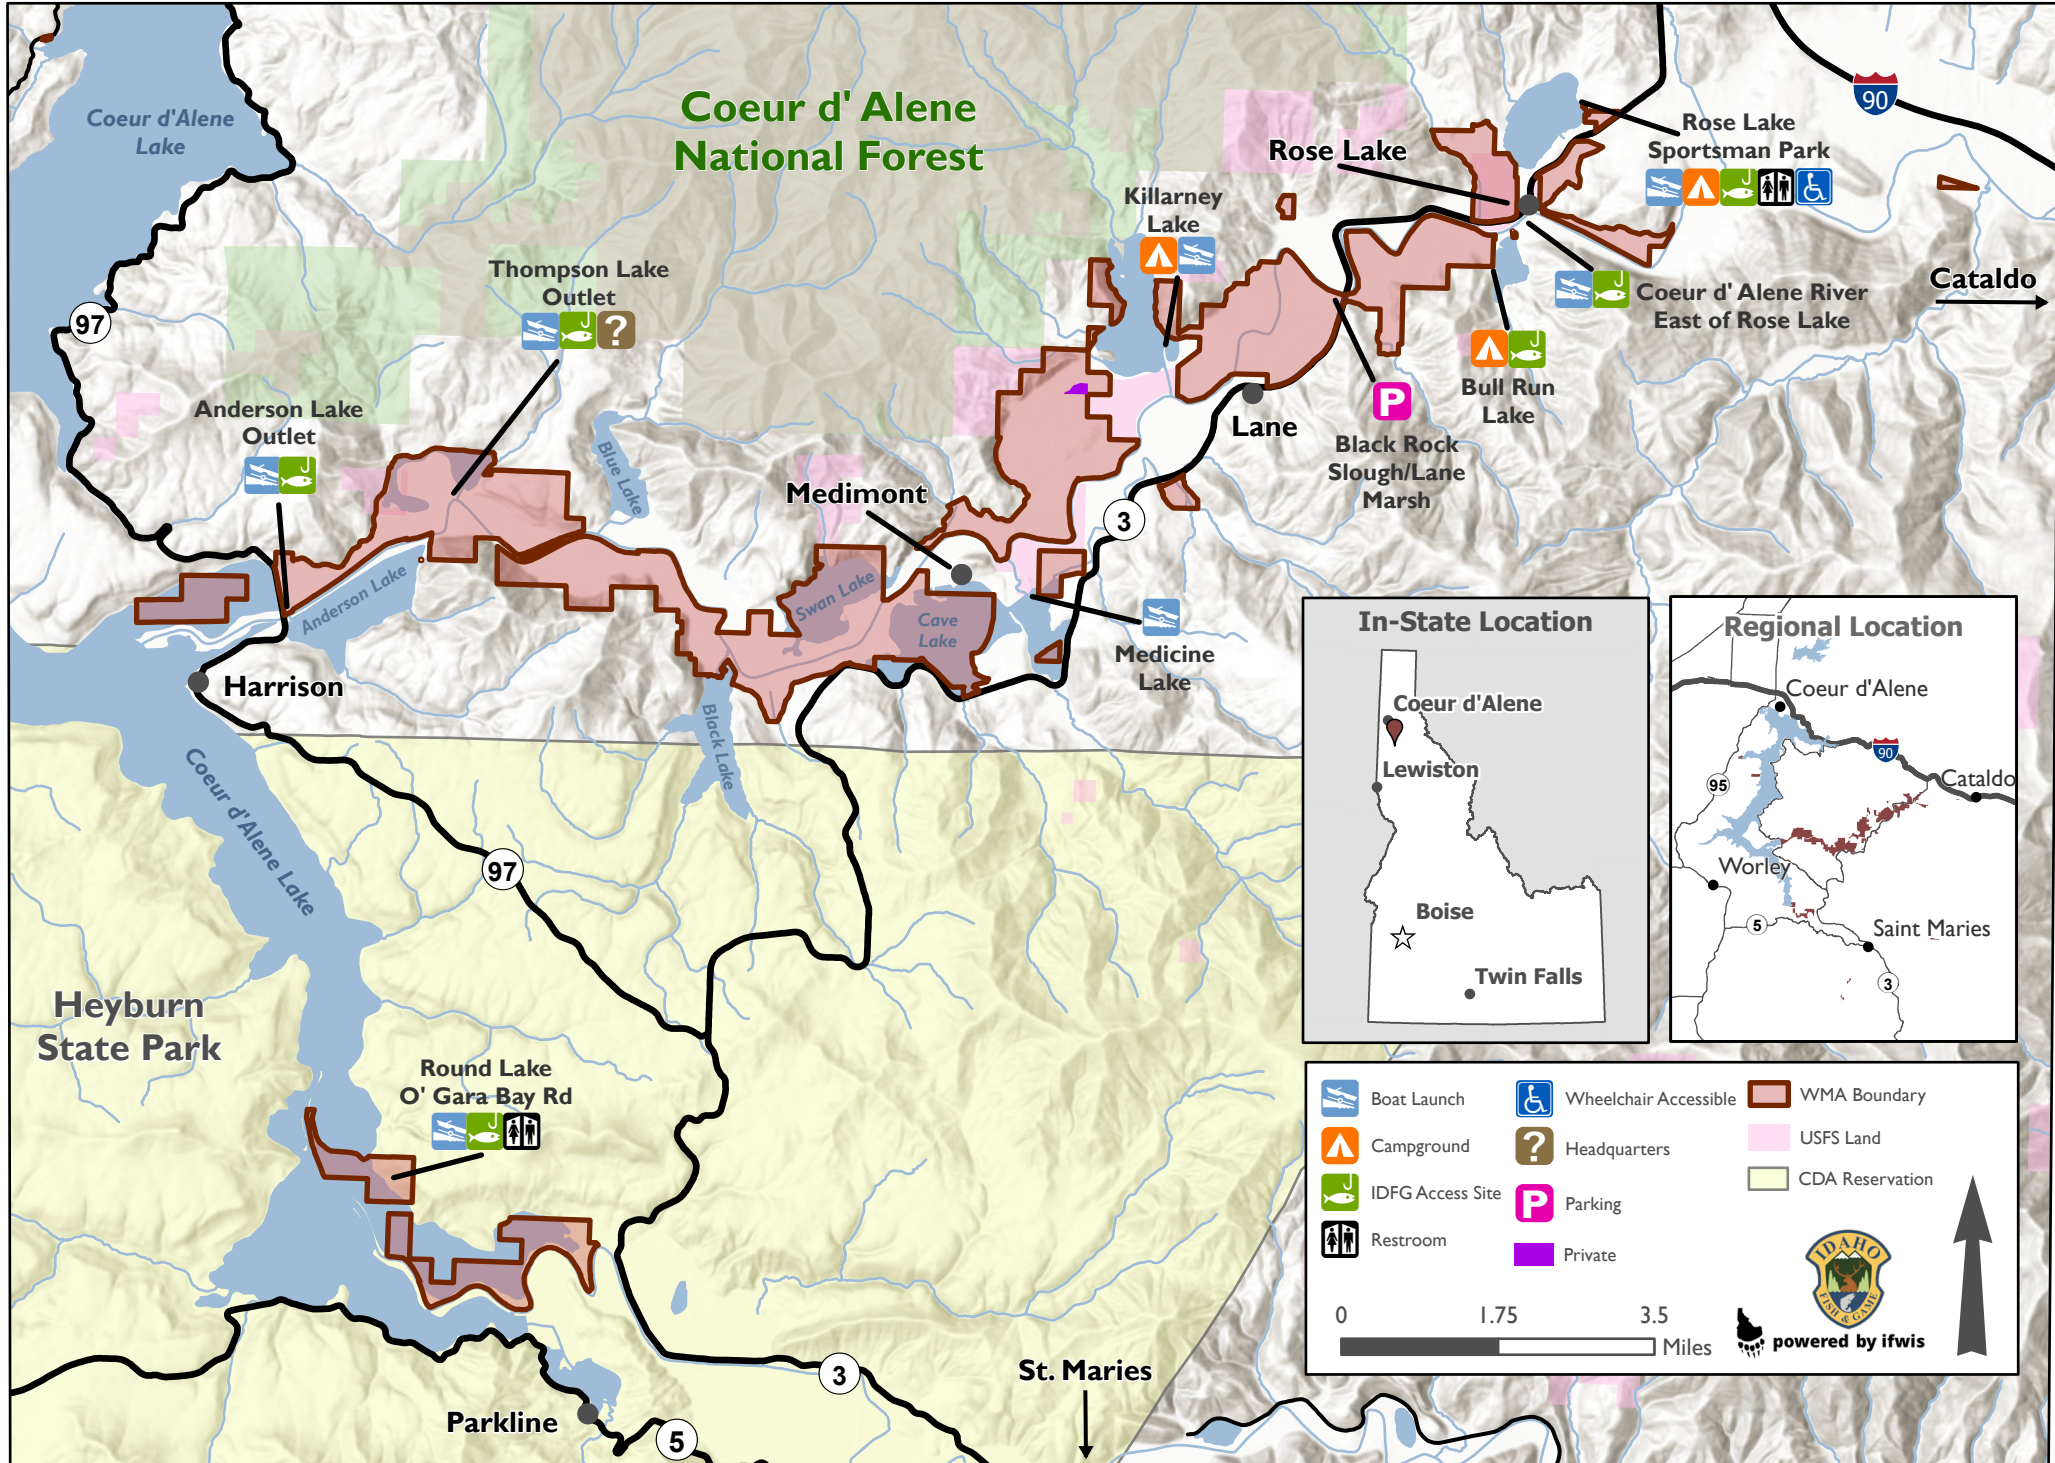 Coeur d'Alene
Lake
Coeur d' Alene
National Forest
90
Rose Lake
Sportsman Park
Rose Lake
Killarney
Lake
Thompson Lake
Outlet
?
97
Coeur d' Alene River
East of Rose Lake
Cataldo
Bull Run
Lake
P
Black Rock
Slough/Lane
Marsh
Lane
Anderson Lake
Outlet
Blue Lake
Medimont
3
Anderson Lake
Swan Lake
Cave
Lake
Medicine
Lake
Harrison
Black Lake
Coeur d'Alene Lake
97
Heyburn
State Park
Round Lake
O' Gara Bay Rd
St. Maries
3
Parkline
5
In-State Location
Coeur d'Alene
Lewiston
Boise
Twin Falls
Regional Location
Coeur d'Alene
90
95
Cataldo
Worley
5
Saint Maries
3
Boat Launch
Campground
IDFG Access Site
Restroom
Wheelchair Accessible
? Headquarters
P Parking
Private
WMA Boundary
USFS Land
CDA Reservation
0 1.75 3.5
Miles
IDAHO
FISH & GAME
powered by ifwis